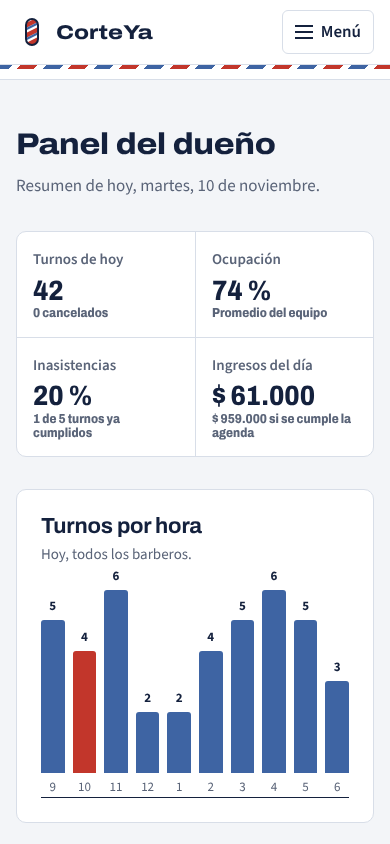 CorteYa
Menú
Panel del dueño
Resumen de hoy, martes, 10 de noviembre.
Turnos de hoy
42
0 cancelados
Ocupación
74 %
Promedio del equipo
Inasistencias
20 %
1 de 5 turnos ya
cumplidos
Ingresos del día
$ 61.000
$ 959.000 si se cumple la
agenda
Turnos por hora
Hoy, todos los barberos.
5 4 6 2 2 4 5 6 5 3
9 10 11 12 1 2 3 4 5 6